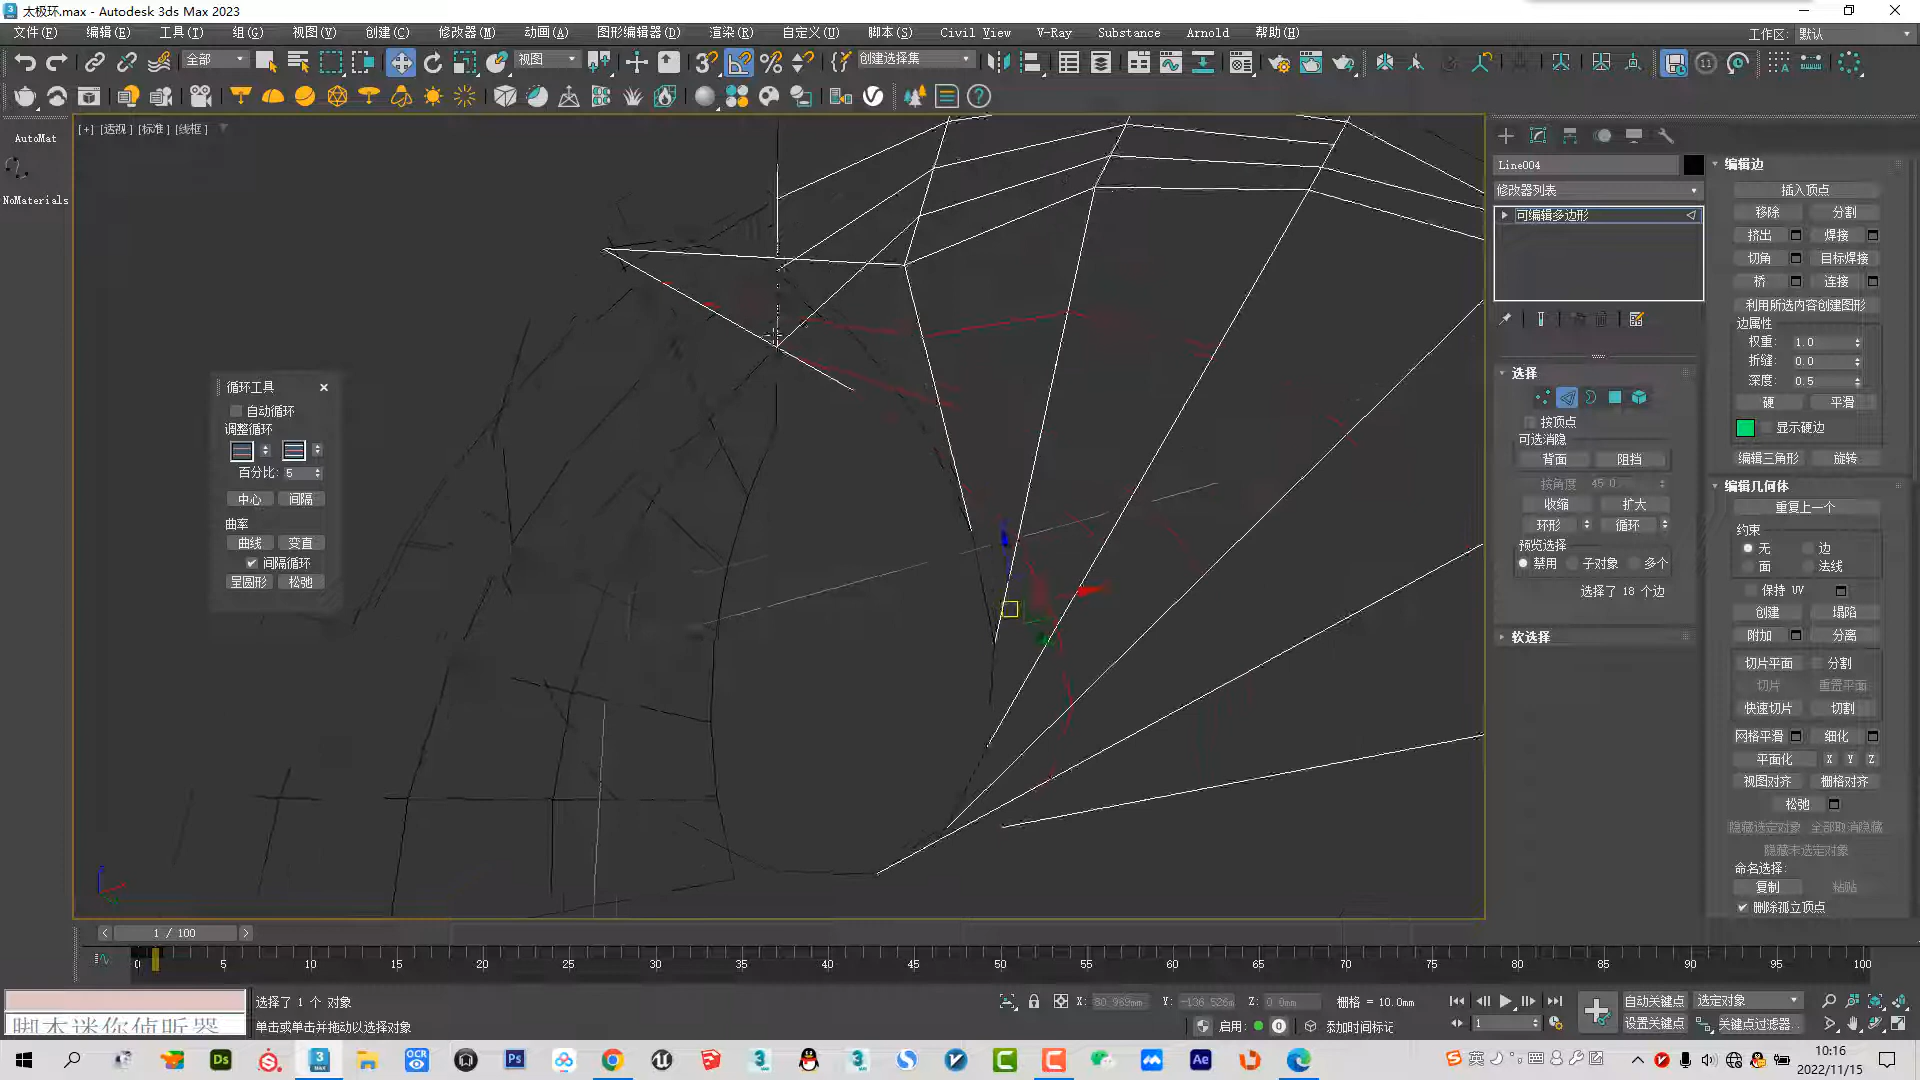 太极环.max - Autodesk 3ds Max 2023
文件(F) 编辑(E) 工具(T) 组(G) 视图(V) 创建(C) 修改器(M) 动画(A) 图形编辑器(D) 渲染(R) 自定义(U) 脚本(S) Civil View V-Ray Substance Arnold 帮助(H)
工作区: 默认
全部 视图 创建选择集
AutoMat
NoMaterials
[+] [透视] [标准] [线框]
循环工具
自动循环
调整循环
百分比: 5
中心 间隔
曲率
曲线 变直
间隔循环
呈圆形 松弛
Line004
修改器列表
可编辑多边形
选择
按顶点
可选消隐
背面 阻挡
按角度 45.0
收缩 扩大
环形 循环
预览选择
禁用 子对象 多个
选择了 18 个边
软选择
编辑边
插入顶点
移除 分割
挤出 焊接
切角 目标焊接
桥 连接
利用所选内容创建图形
边属性
权重: 1.0
折缝: 0.0
深度: 0.5
硬 平滑
显示硬边
编辑三角形 旋转
编辑几何体
重复上一个
约束
无 边
面 法线
保持 UV
创建 塌陷
附加 分离
切片平面 分割
切片 重置平面
快速切片 切割
网格平滑 细化
平面化 X Y Z
视图对齐 栅格对齐
松弛
隐藏选定对象 全部取消隐藏
隐藏未选定对象
命名选择:
复制 粘贴
删除孤立顶点
1 / 100
0 5 10 15 20 25 30 35 40 45 50 55 60 65 70 75 80 85 90 95 100
选择了 1 个 对象
单击或单击并拖动以选择对象
脚本迷你侦听器
X: 80.989mm Y: -136.526m Z: 0.0mm 栅格 = 10.0mm
启用: 0 添加时间标记
1
自动关键点 选定对象
设置关键点 关键点过滤器...
英
10:16
2022/11/15